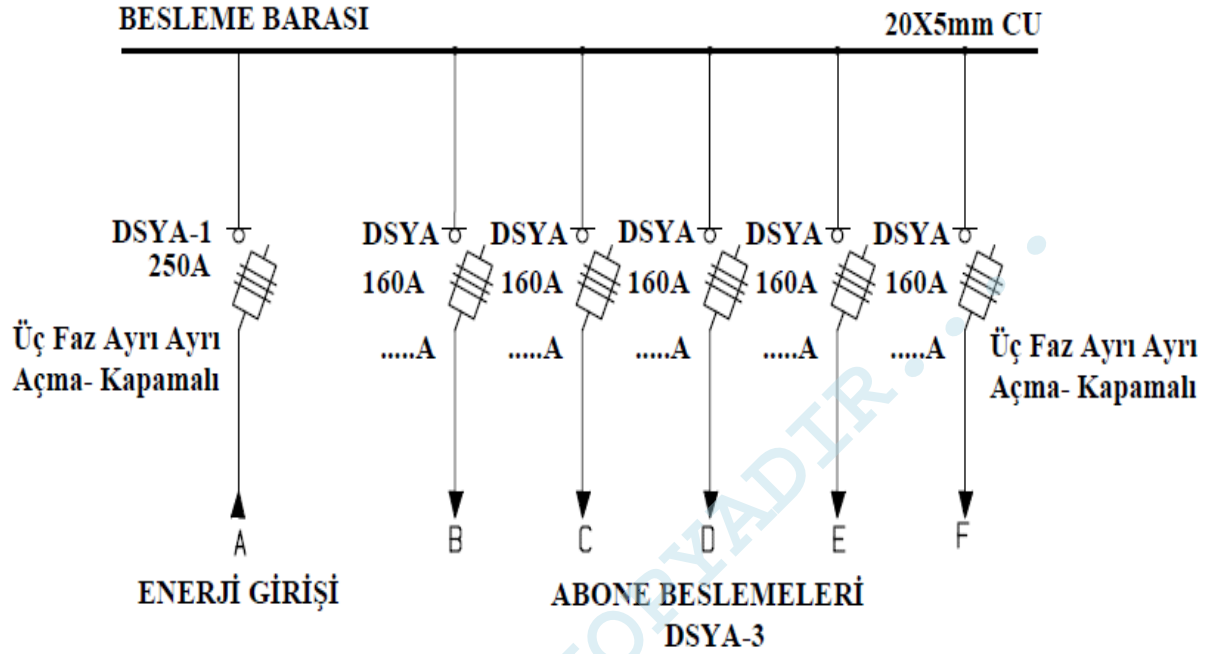 BESLEME BARASI
20X5mm CU
DSYA-1
250A
Üç Faz Ayrı Ayrı
Açma- Kapamalı
DSYA
160A
.....A
DSYA
160A
.....A
DSYA
160A
.....A
DSYA
160A
.....A
DSYA
160A
.....A
Üç Faz Ayrı Ayrı
Açma- Kapamalı
A
B
C
D
E
F
ENERJİ GİRİŞİ
ABONE BESLEMELERİ
DSYA-3
KOPYADIR....